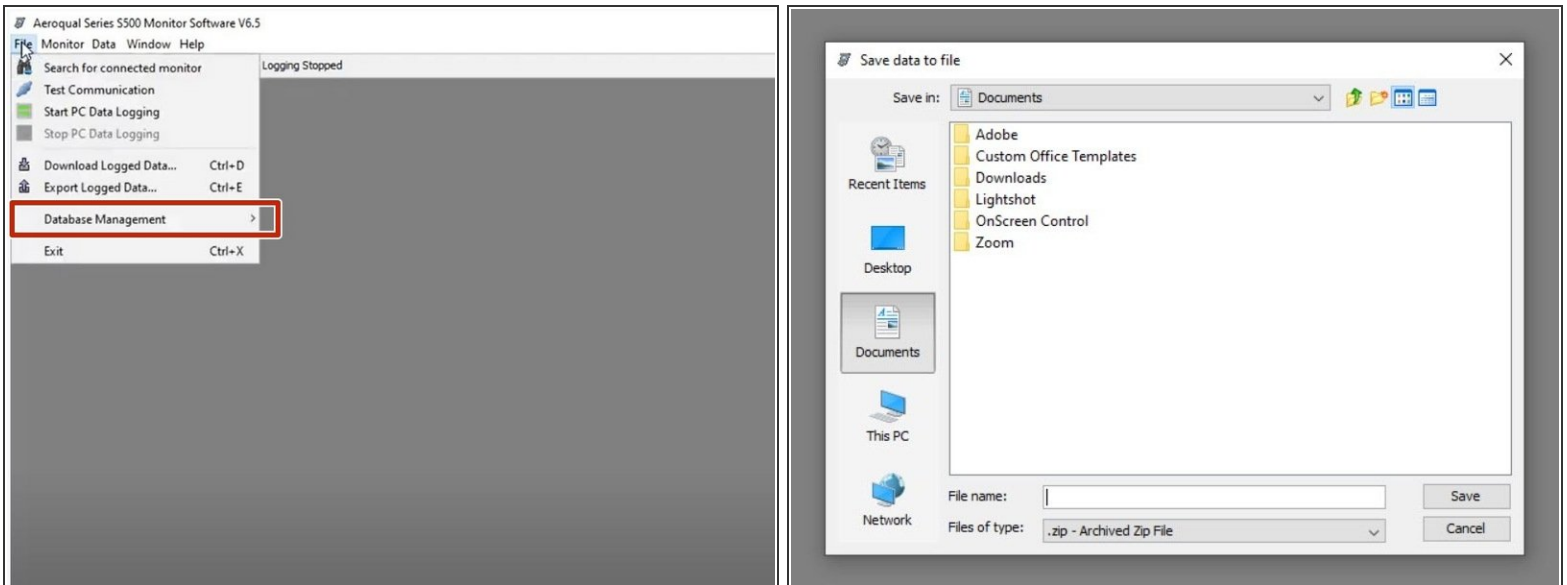 Aeroqual Series S500 Monitor Software V6.5
File Monitor Data Window Help
Logging Stopped
Search for connected monitor
Test Communication
Start PC Data Logging
Stop PC Data Logging
Download Logged Data... Ctrl+D
Export Logged Data... Ctrl+E
Database Management
Exit Ctrl+X
Save data to file
Save in: Documents
Recent Items
Desktop
Documents
This PC
Network
Adobe
Custom Office Templates
Downloads
Lightshot
OnScreen Control
Zoom
File name: Save
Files of type: .zip - Archived Zip File Cancel